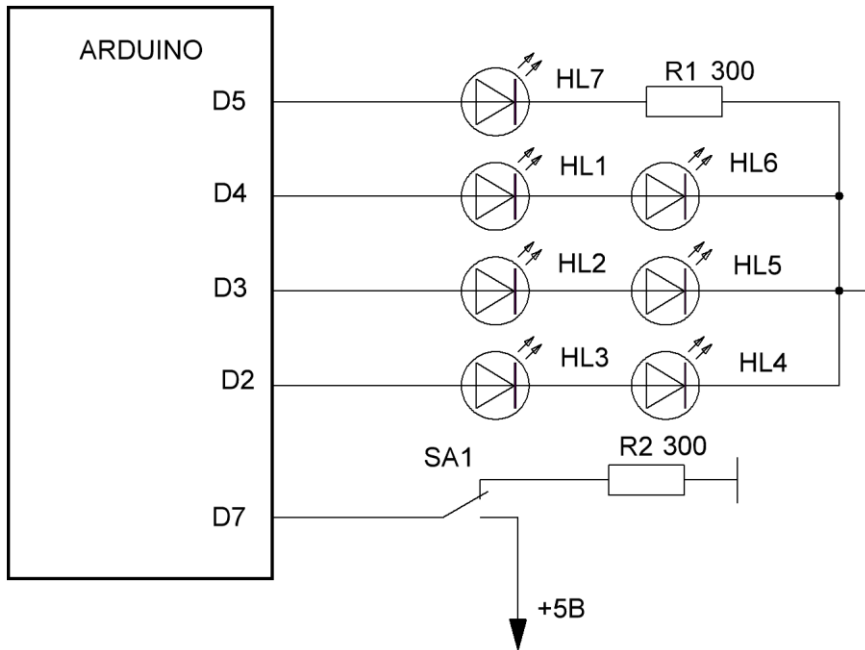 ARDUINO
D5
HL7
R1 300
D4
HL1
HL6
D3
HL2
HL5
D2
HL3
HL4
SA1
R2 300
D7
+5В